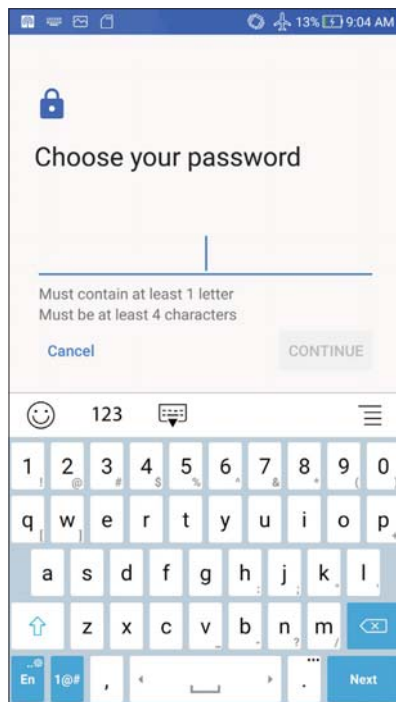 13% 9:04 AM
Choose your password
Must contain at least 1 letter
Must be at least 4 characters
Cancel CONTINUE
123
1 ! 2 @ 3 # 4 $ 5 % 6 ^ 7 & 8 * 9 ( 0 )
q [ w ] e r t y u i o p
a s d f g h : j ; k l
z x c v _ b - n ? m /
En 1@# , . ... Next